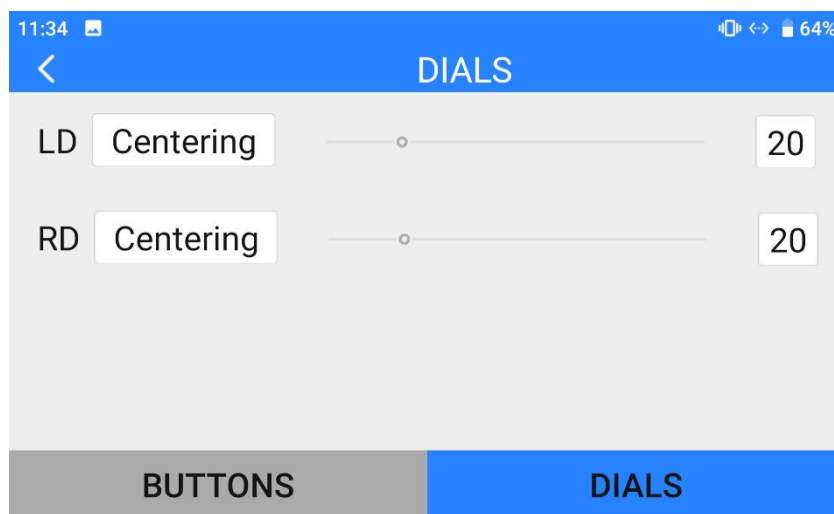 11:34 64%
DIALS
LD Centering 20
RD Centering 20
BUTTONS DIALS